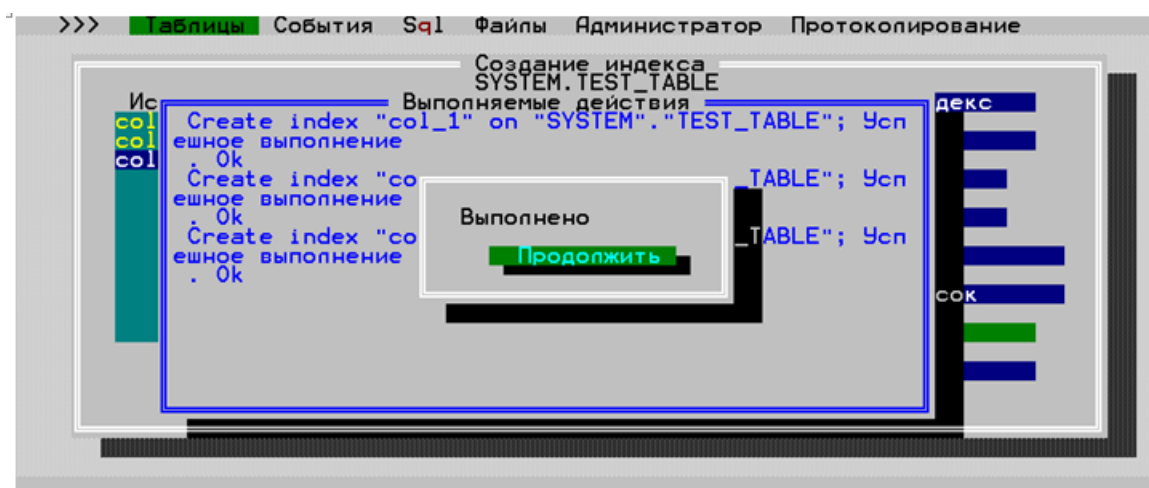 >>> Таблицы События Sql Файлы Администратор Протоколирование
Создание индекса
SYSTEM.TEST_TABLE
Ис Выполняемые действия декс
col Create index "col_1" on "SYSTEM"."TEST_TABLE"; Усп
col ешное выполнение
col . Ok
Create index "co _TABLE"; Усп
ешное выполнение
. Ok Выполнено
Create index "co _TABLE"; Усп
ешное выполнение Продолжить
. Ok
сок